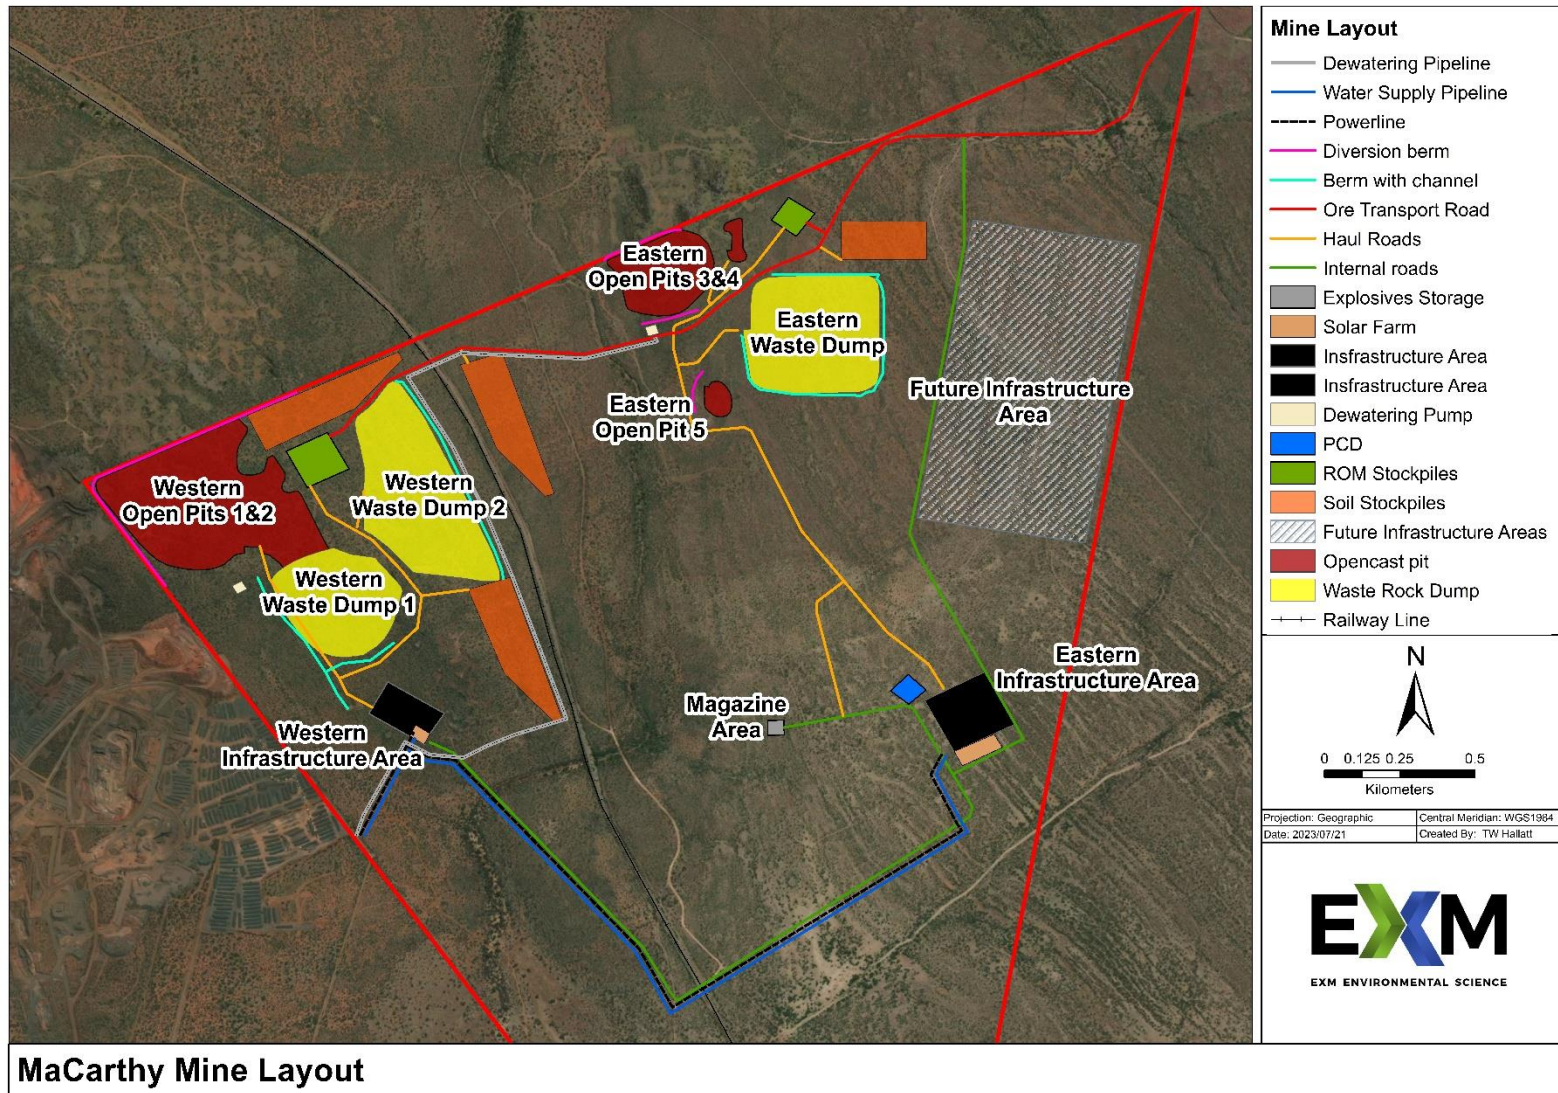 Eastern
Open Pits 3&4
Eastern
Waste Dump
Future Infrastructure
Area
Eastern
Open Pit 5
Western
Open Pits 1&2
Western
Waste Dump 2
Western
Waste Dump 1
Eastern
Infrastructure Area
Magazine
Area
Western
Infrastructure Area
MaCarthy Mine Layout
Mine Layout
Dewatering Pipeline
Water Supply Pipeline
Powerline
Diversion berm
Berm with channel
Ore Transport Road
Haul Roads
Internal roads
Explosives Storage
Solar Farm
Insfrastructure Area
Insfrastructure Area
Dewatering Pump
PCD
ROM Stockpiles
Soil Stockpiles
Future Infrastructure Areas
Opencast pit
Waste Rock Dump
Railway Line
N
0 0.125 0.25 0.5
Kilometers
Projection: Geographic Central Meridian: WGS1984
Date: 2023/07/21 Created By: TW Hallatt
EXM
EXM ENVIRONMENTAL SCIENCE